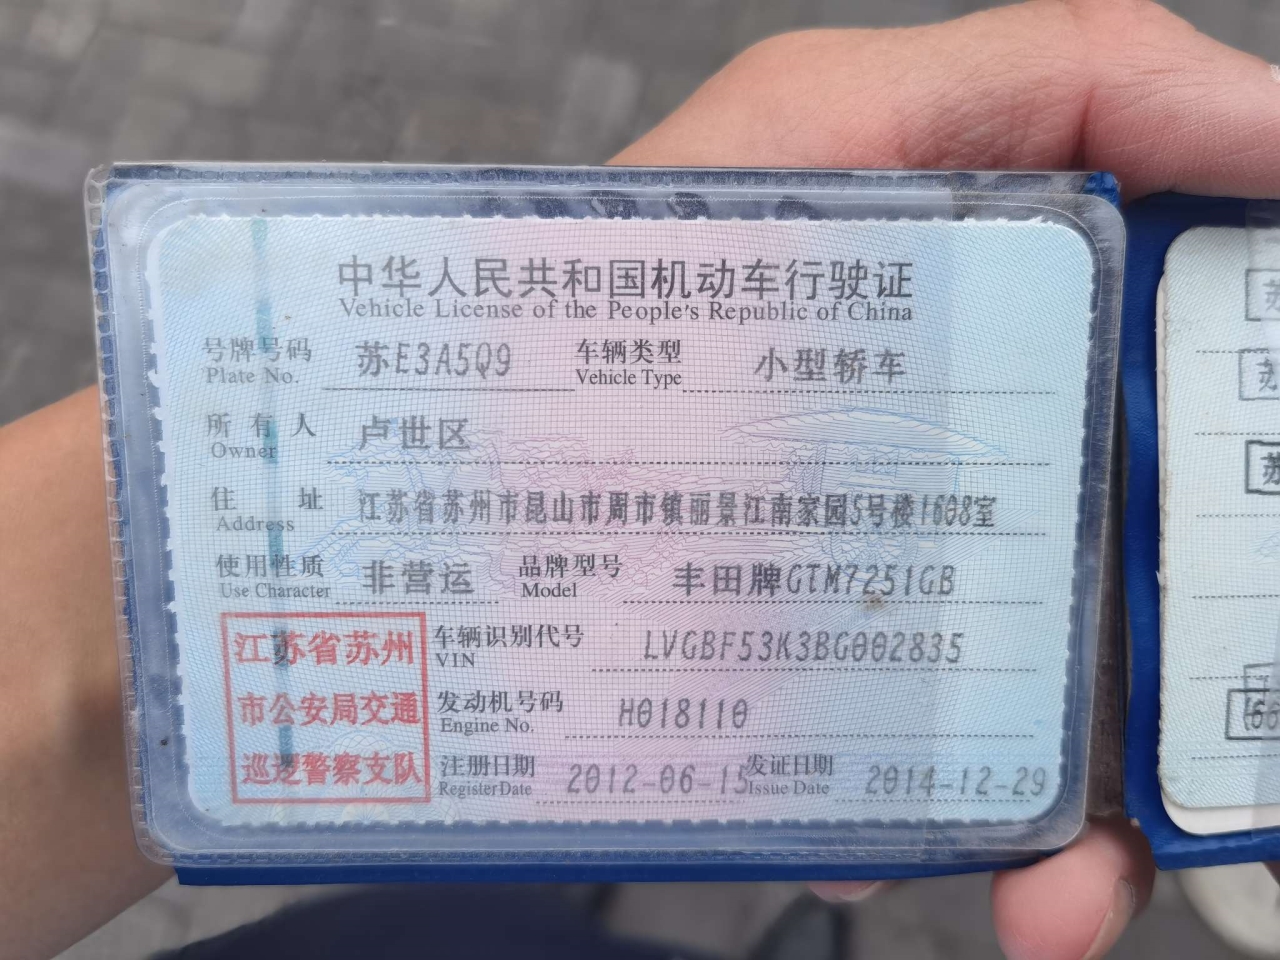 中华人民共和国机动车行驶证
Vehicle License of the People's Republic of China
号牌号码 苏E3A5Q9 车辆类型 小型轿车
Plate No. Vehicle Type
所有人 卢世区
Owner
住址 江苏省苏州市昆山市周市镇丽景江南家园5号楼1608室
Address
使用性质 非营运 品牌型号 丰田牌GTM7251GB
Use Character Model
江苏省苏州
市公安局交通
巡逻警察支队
车辆识别代号 LVGBF53K3BG002835
VIN
发动机号码 H018110
Engine No.
注册日期 2012-06-15 发证日期 2014-12-29
Register Date Issue Date
苏
苏
苏